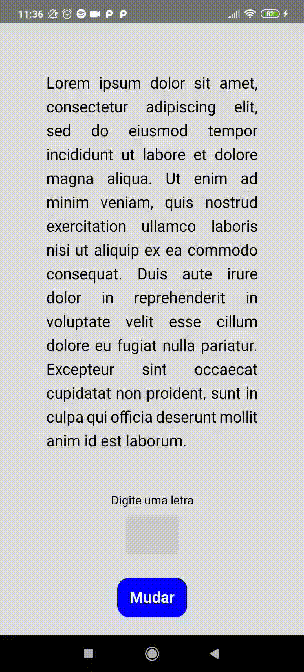 11:36
Lorem ipsum dolor sit amet,
consectetur adipiscing elit,
sed do eiusmod tempor
incididunt ut labore et dolore
magna aliqua. Ut enim ad
minim veniam, quis nostrud
exercitation ullamco laboris
nisi ut aliquip ex ea commodo
consequat. Duis aute irure
dolor in reprehenderit in
voluptate velit esse cillum
dolore eu fugiat nulla pariatur.
Excepteur sint occaecat
cupidatat non proident, sunt in
culpa qui officia deserunt mollit
anim id est laborum.
Digite uma letra
Mudar